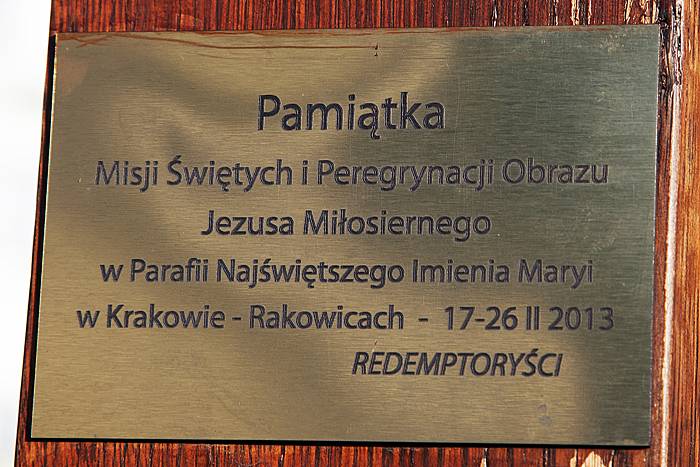 Pamiątka
Misji Świętych i Peregrynacji Obrazu
Jezusa Miłosiernego
w Parafii Najświętszego Imienia Maryi
w Krakowie - Rakowicach - 17-26 II 2013
REDEMPTORYŚCI